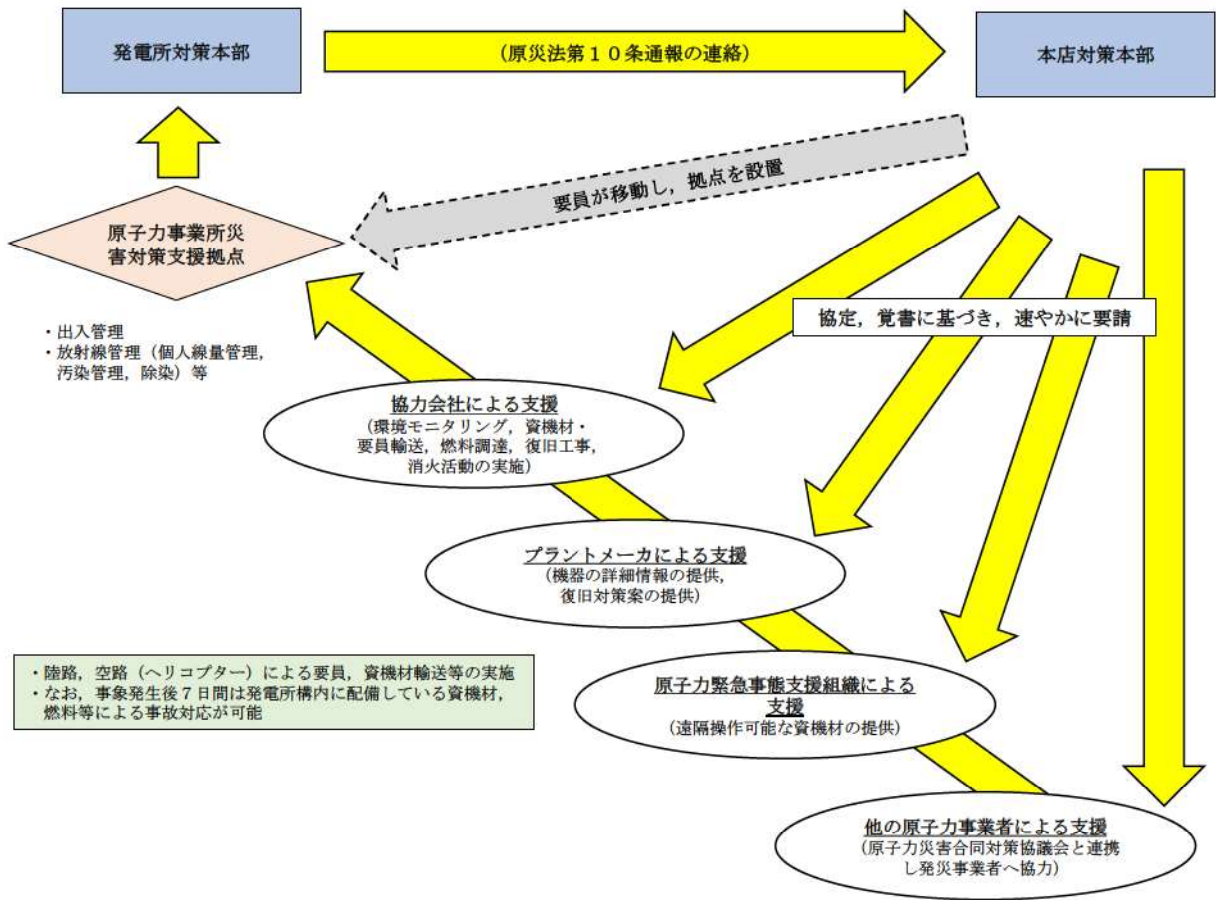 発電所対策本部
(原災法第１０条通報の連絡)
本店対策本部
要員が移動し，拠点を設置
原子力事業所災
害対策支援拠点
・出入管理
・放射線管理（個人線量管理，
汚染管理，除染）等
協定，覚書に基づき，速やかに要請
協力会社による支援
（環境モニタリング，資機材・
要員輸送，燃料調達，復旧工事，
消火活動の実施）
プラントメーカによる支援
（機器の詳細情報の提供，
復旧対策案の提供）
・陸路，空路（ヘリコプター）による要員，資機材輸送等の実施
・なお，事象発生後７日間は発電所構内に配備している資機材，
燃料等による事故対応が可能
原子力緊急事態支援組織による
支援
（遠隔操作可能な資機材の提供）
他の原子力事業者による支援
（原子力災害合同対策協議会と連携
し発災事業者へ協力）